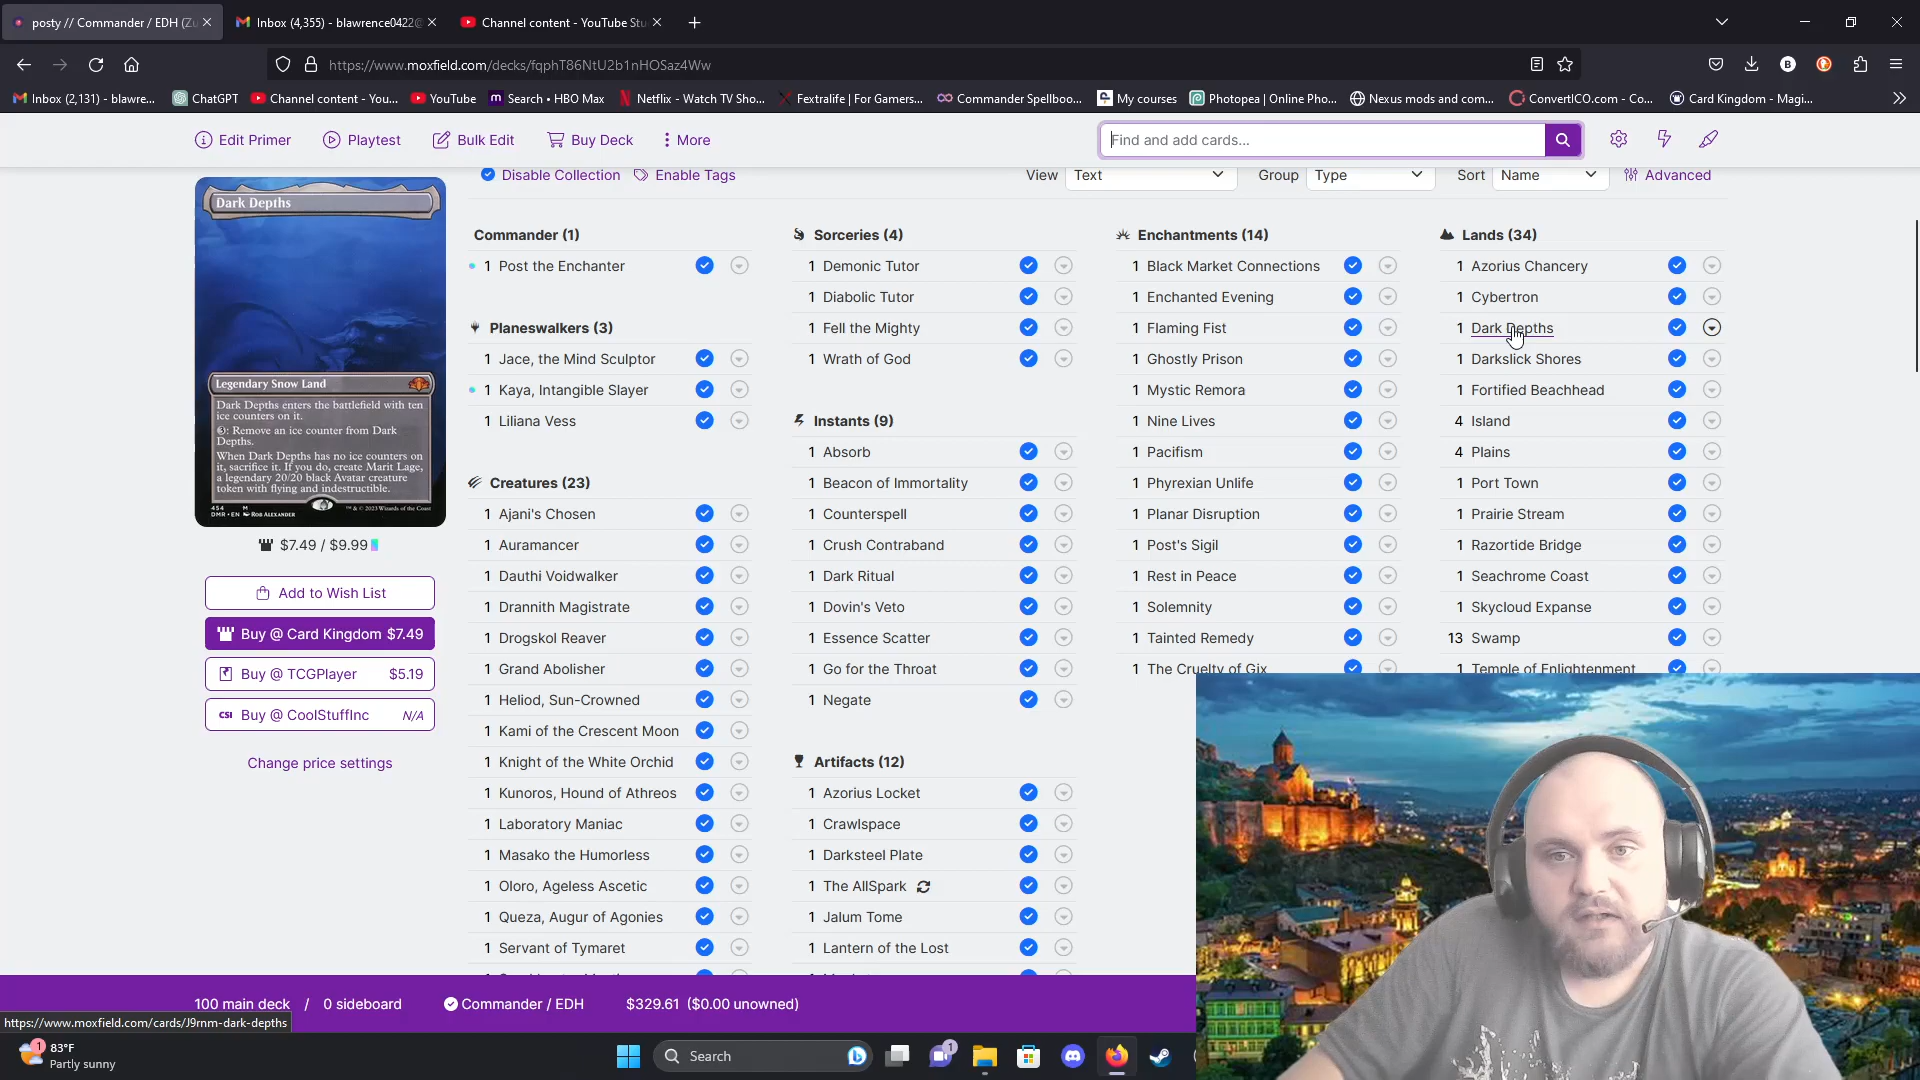 posty // Commander / EDH (Zu
Inbox (4,355) - blawrence0422@
Channel content - YouTube Stu
https://www.moxfield.com/decks/fqphT86NtU2b1nHOSaz4Ww
Inbox (2,131) - blawre...
ChatGPT
Channel content - You...
YouTube
Search • HBO Max
Netflix - Watch TV Sho...
Fextralife | For Gamers...
Commander Spellboo...
My courses
Photopea | Online Pho...
Nexus mods and com...
ConvertICO.com - Co...
Card Kingdom - Magi...
Edit Primer
Playtest
Bulk Edit
Buy Deck
More
Find and add cards...
Disable Collection
Enable Tags
View Text
Group Type
Sort Name
Advanced
Dark Depths
Legendary Snow Land
Dark Depths enters the battlefield with ten
ice counters on it.
3: Remove an ice counter from Dark
Depths.
When Dark Depths has no ice counters on
it, sacrifice it. If you do, create Marit Lage,
a legendary 20/20 black Avatar creature
token with flying and indestructible.
454 M
DMR • EN ROB ALEXANDER
™ & © 2023 Wizards of the Coast
$7.49 / $9.99
Add to Wish List
Buy @ Card Kingdom $7.49
Buy @ TCGPlayer $5.19
CSI Buy @ CoolStuffInc N/A
Change price settings
Commander (1)
1 Post the Enchanter
Planeswalkers (3)
1 Jace, the Mind Sculptor
1 Kaya, Intangible Slayer
1 Liliana Vess
Creatures (23)
1 Ajani's Chosen
1 Auramancer
1 Dauthi Voidwalker
1 Drannith Magistrate
1 Drogskol Reaver
1 Grand Abolisher
1 Heliod, Sun-Crowned
1 Kami of the Crescent Moon
1 Knight of the White Orchid
1 Kunoros, Hound of Athreos
1 Laboratory Maniac
1 Masako the Humorless
1 Oloro, Ageless Ascetic
1 Queza, Augur of Agonies
1 Servant of Tymaret
Sorceries (4)
1 Demonic Tutor
1 Diabolic Tutor
1 Fell the Mighty
1 Wrath of God
Instants (9)
1 Absorb
1 Beacon of Immortality
1 Counterspell
1 Crush Contraband
1 Dark Ritual
1 Dovin's Veto
1 Essence Scatter
1 Go for the Throat
1 Negate
Artifacts (12)
1 Azorius Locket
1 Crawlspace
1 Darksteel Plate
1 The AllSpark
1 Jalum Tome
1 Lantern of the Lost
Enchantments (14)
1 Black Market Connections
1 Enchanted Evening
1 Flaming Fist
1 Ghostly Prison
1 Mystic Remora
1 Nine Lives
1 Pacifism
1 Phyrexian Unlife
1 Planar Disruption
1 Post's Sigil
1 Rest in Peace
1 Solemnity
1 Tainted Remedy
1 The Cruelty of Gix
Lands (34)
1 Azorius Chancery
1 Cybertron
1 Dark Depths
1 Darkslick Shores
1 Fortified Beachhead
4 Island
4 Plains
1 Port Town
1 Prairie Stream
1 Razortide Bridge
1 Seachrome Coast
1 Skycloud Expanse
13 Swamp
1 Temple of Enlightenment
100 main deck / 0 sideboard
Commander / EDH
$329.61 ($0.00 unowned)
https://www.moxfield.com/cards/J9rnm-dark-depths
1
83°F
Partly sunny
Search
1